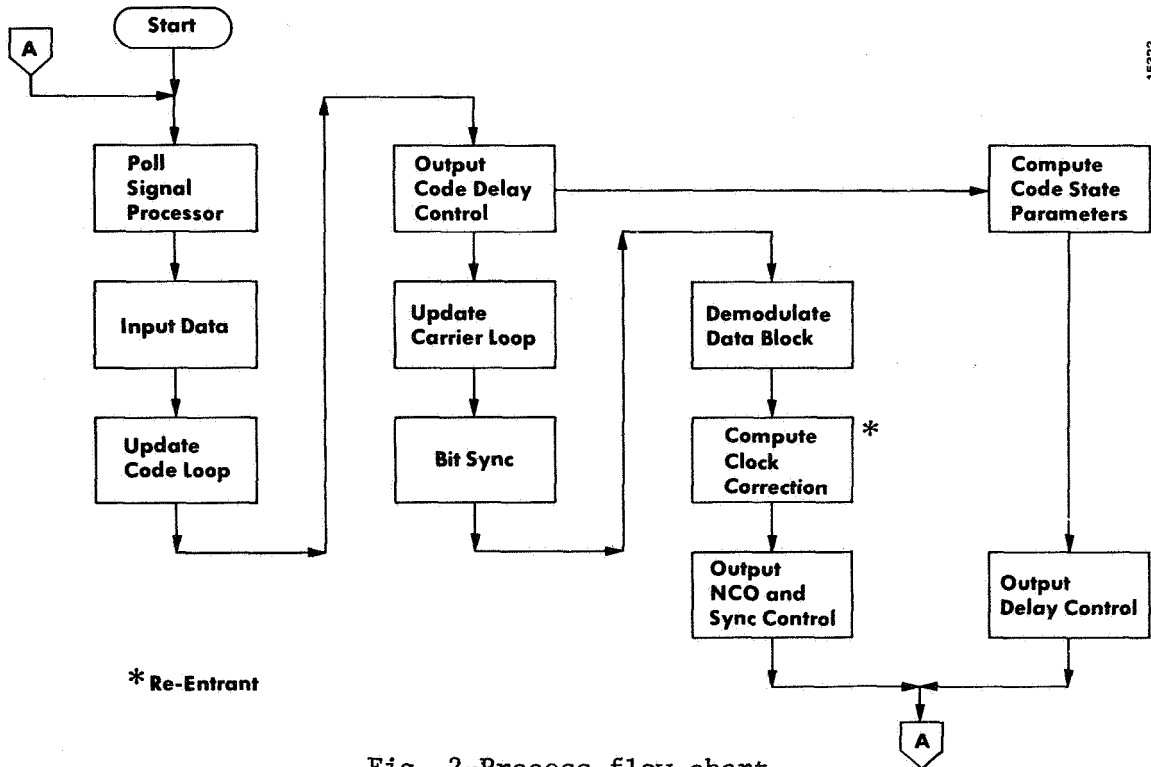 A
Start
Poll
Signal
Processor
Input Data
Update
Code Loop
Output
Code Delay
Control
Update
Carrier Loop
Bit Sync
Demodulate
Data Block
Compute
Clock
Correction
*
Output
NCO and
Sync Control
Compute
Code State
Parameters
Output
Delay Control
A
* Re-Entrant
Fig. 2-Process flow chart